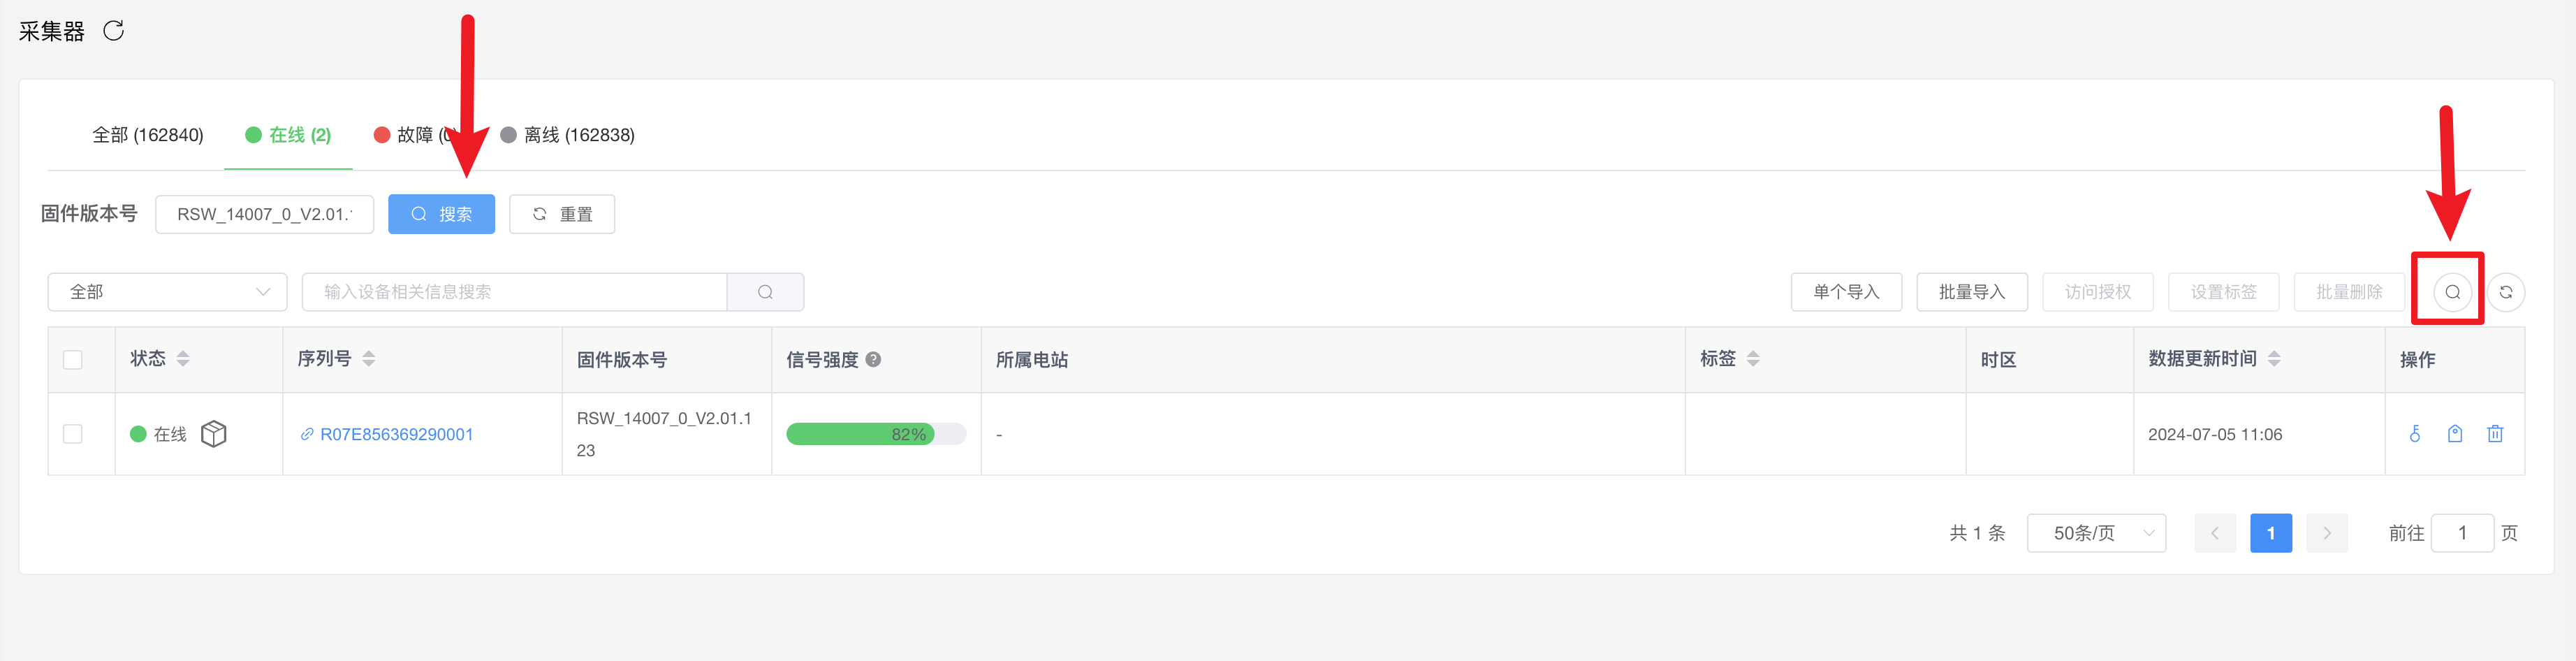 采集器
全部 (162840) 在线 (2) 故障 (0 离线 (162838)
固件版本号 RSW_14007_0_V2.01. 搜索 重置
全部 输入设备相关信息搜索 单个导入 批量导入 访问授权 设置标签 批量删除
状态 序列号 固件版本号 信号强度 ? 所属电站 标签 时区 数据更新时间 操作
在线 R07E856369290001 RSW_14007_0_V2.01.1 82% - 2024-07-05 11:06
23
共 1 条 50条/页 1 前往 1 页